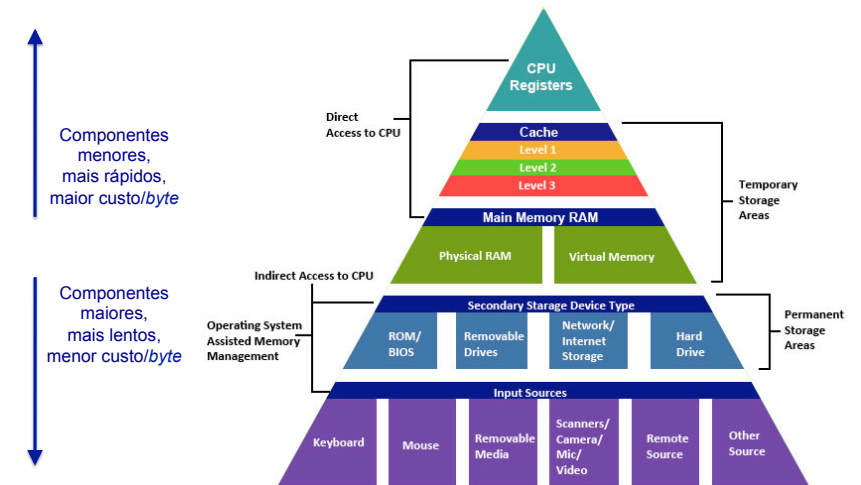 Componentes
menores,
mais rápidos,
maior custo/byte
Componentes
maiores,
mais lentos,
menor custo/byte
Direct
Access to CPU
Indirect Access to CPU
Operating System
Assisted Memory
Management
CPU
Registers
Cache
Level 1
Level 2
Level 3
Main Memory RAM
Physical RAM
Virtual Memory
Secondary Starage Device Type
ROM/
BIOS
Removable
Drives
Network/
Internet
Storage
Hard
Drive
Input Sources
Keyboard
Mouse
Removable
Media
Scanners/
Camera/
Mic/
Video
Remote
Source
Other
Source
Temporary
Storage
Areas
Permanent
Storage
Areas